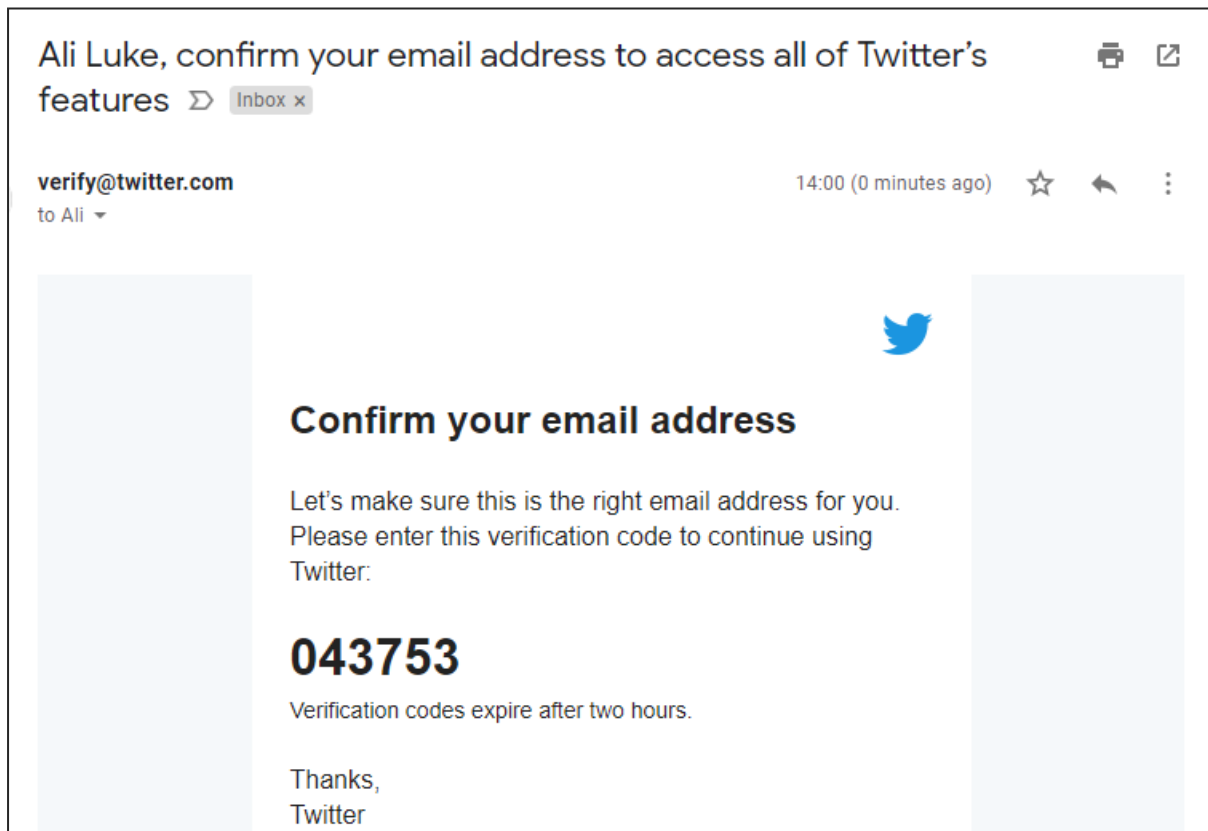 Ali Luke, confirm your email address to access all of Twitter’s
features Inbox ×
verify@twitter.com 14:00 (0 minutes ago)
to Ali
Confirm your email address
Let’s make sure this is the right email address for you.
Please enter this verification code to continue using
Twitter:
043753
Verification codes expire after two hours.
Thanks,
Twitter